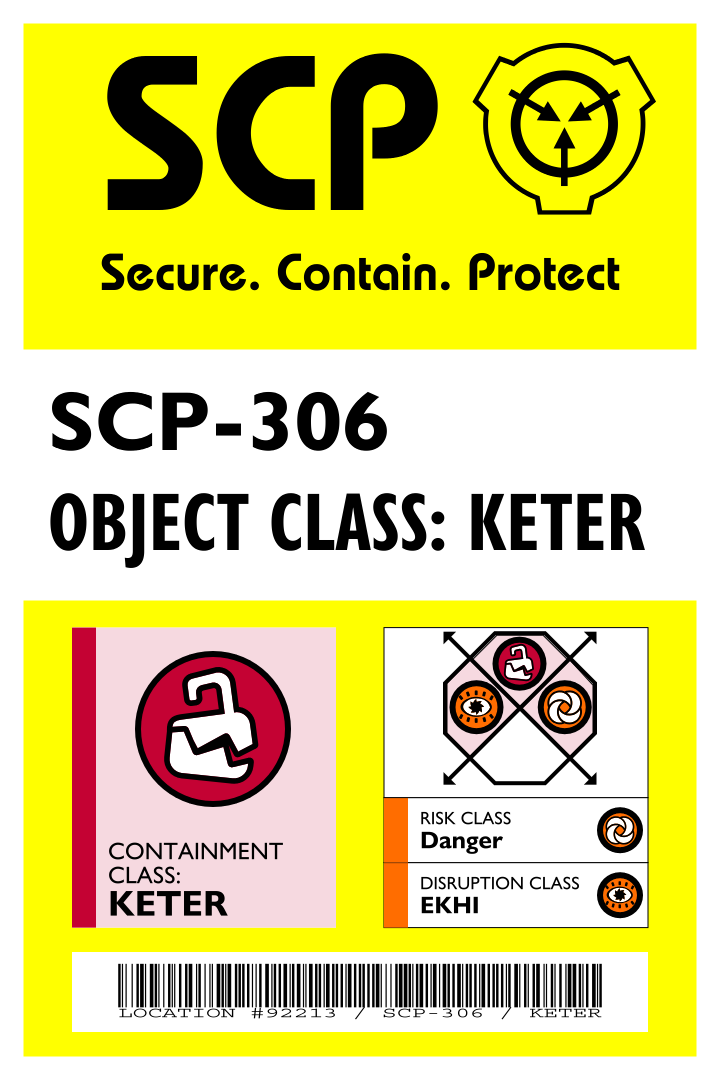 SCP
Secure. Contain. Protect
SCP-306
OBJECT CLASS: KETER
CONTAINMENT
CLASS:
KETER
RISK CLASS
Danger
DISRUPTION CLASS
EKHI
LOCATION #92213 / SCP-306 / KETER